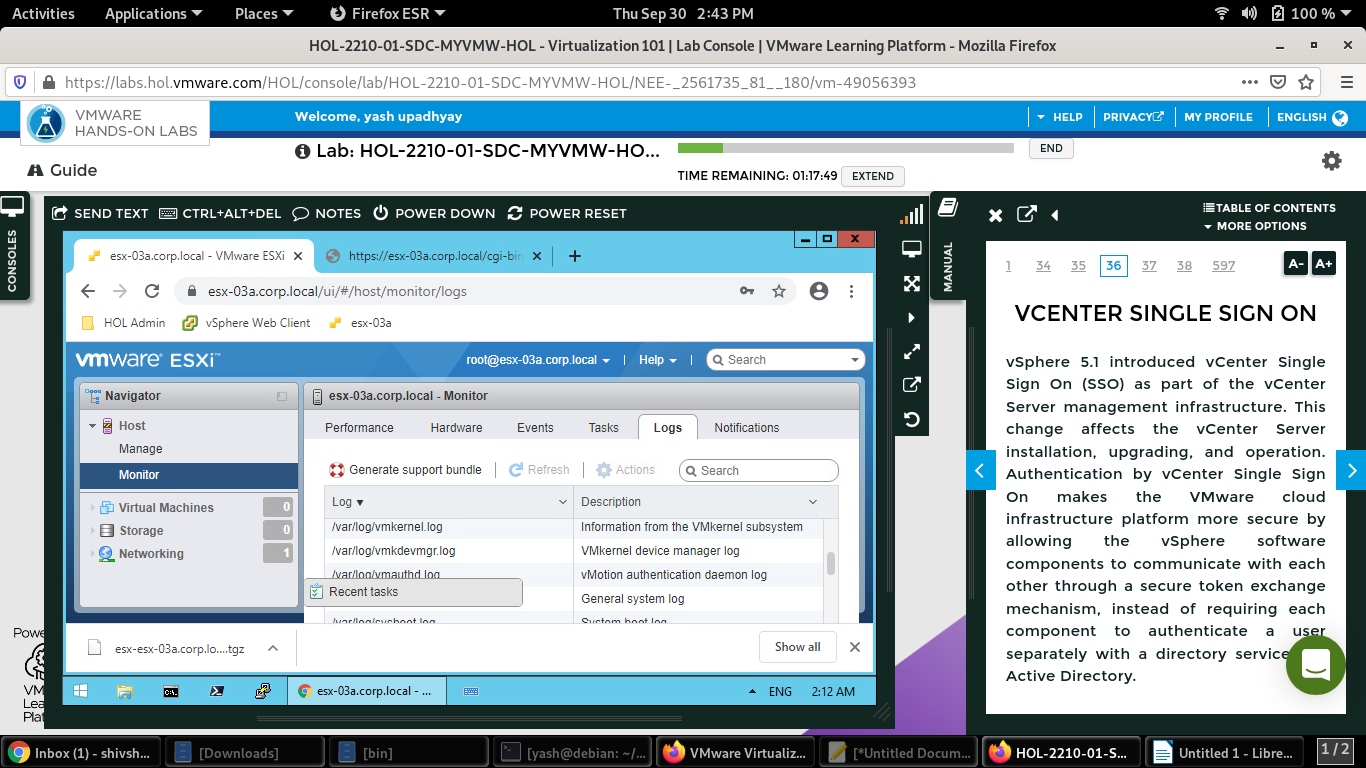 Activities Applications Places Firefox ESR Thu Sep 30 2:43 PM 100 %
HOL-2210-01-SDC-MYVMW-HOL - Virtualization 101 | Lab Console | VMware Learning Platform - Mozilla Firefox
https://labs.hol.vmware.com/HOL/console/lab/HOL-2210-01-SDC-MYVMW-HOL/NEE-_2561735_81__180/vm-49056393
VMWARE
HANDS-ON LABS
Welcome, yash upadhyay
HELP PRIVACY MY PROFILE ENGLISH
Lab: HOL-2210-01-SDC-MYVMW-HO...
END
Guide
TIME REMAINING: 01:17:49 EXTEND
CONSOLES
SEND TEXT CTRL+ALT+DEL NOTES POWER DOWN POWER RESET
esx-03a.corp.local - VMware ESXi https://esx-03a.corp.local/cgi-bin
esx-03a.corp.local/ui/#/host/monitor/logs
HOL Admin vSphere Web Client esx-03a
vmware ESXi™ root@esx-03a.corp.local Help Search
Navigator
Host
Manage
Monitor
Virtual Machines 0
Storage 0
Networking 1
esx-03a.corp.local - Monitor
Performance Hardware Events Tasks Logs Notifications
Generate support bundle Refresh Actions Search
Log Description
/var/log/vmkernel.log Information from the VMkernel subsystem
/var/log/vmkdevmgr.log VMkernel device manager log
/var/log/vmauthd.log vMotion authentication daemon log
General system log
/var/log/sysboot.log System boot log
Recent tasks
esx-esx-03a.corp.lo....tgz Show all
esx-03a.corp.local - ... ENG 2:12 AM
Powe
VM
Lea
Plat
MANUAL
TABLE OF CONTENTS
MORE OPTIONS
1 34 35 36 37 38 597 A- A+
VCENTER SINGLE SIGN ON
vSphere 5.1 introduced vCenter Single
Sign On (SSO) as part of the vCenter
Server management infrastructure. This
change affects the vCenter Server
installation, upgrading, and operation.
Authentication by vCenter Single Sign
On makes the VMware cloud
infrastructure platform more secure by
allowing the vSphere software
components to communicate with each
other through a secure token exchange
mechanism, instead of requiring each
component to authenticate a user
separately with a directory service
Active Directory.
Inbox (1) - shivsh... [Downloads] [bin] [yash@debian: ~/... VMware Virtualiz... [*Untitled Docum... HOL-2210-01-S... Untitled 1 - Libre... 1 / 2